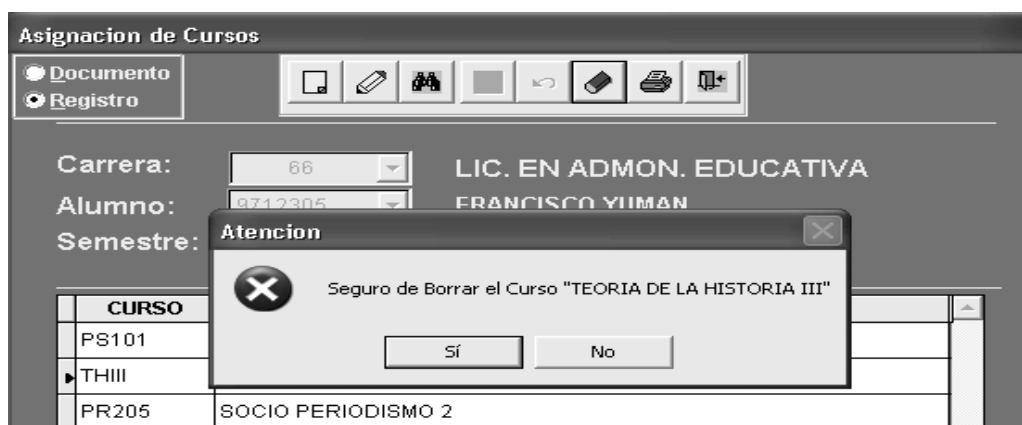 Asignacion de Cursos
Documento
Registro
Carrera: 66 LIC. EN ADMON. EDUCATIVA
Alumno: 9712305 FRANCISCO YUMAN
Semestre:
Atencion
Seguro de Borrar el Curso "TEORIA DE LA HISTORIA III"
Sí No
CURSO
PS101
THIII
PR205 SOCIO PERIODISMO 2